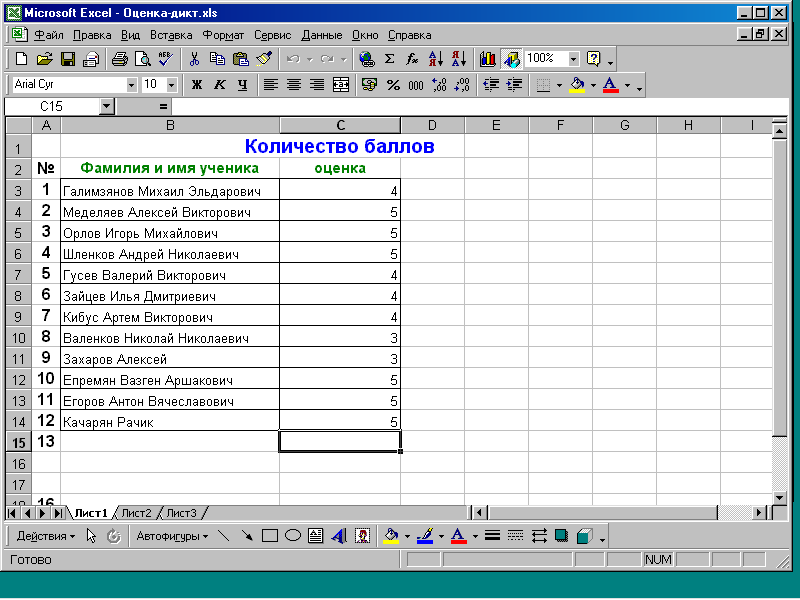 Microsoft Excel - Оценка-дикт.xls
Файл Правка Вид Вставка Формат Сервис Данные Окно Справка
100%
Arial Cyr 10 Ж К Ч % 000
C15 =
A B C D E F G H I
1 Количество баллов
2 № Фамилия и имя ученика оценка
3 1 Галимзянов Михаил Эльдарович 4
4 2 Меделяев Алексей Викторович 5
5 3 Орлов Игорь Михайлович 5
6 4 Шленков Андрей Николаевич 5
7 5 Гусев Валерий Викторович 4
8 6 Зайцев Илья Дмитриевич 4
9 7 Кибус Артем Викторович 4
10 8 Валенков Николай Николаевич 3
11 9 Захаров Алексей 3
12 10 Епремян Вазген Аршакович 5
13 11 Егоров Антон Вячеславович 5
14 12 Качарян Рачик 5
15 13
16
17
18 16
Лист1 Лист2 Лист3
Действия Автофигуры
Готово NUM